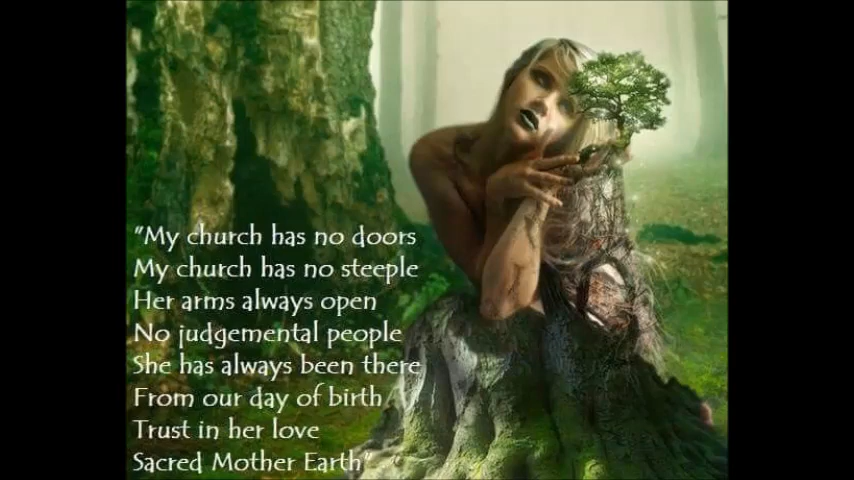 "My church has no doors
My church has no steeple
Her arms always open
No judgemental people
She has always been there
From our day of birth
Trust in her love
Sacred Mother Earth"